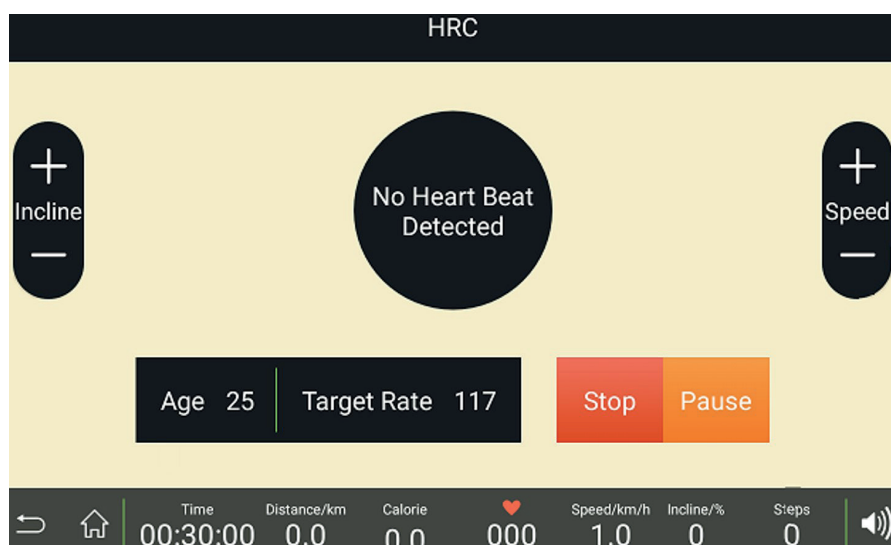 HRC
+
Incline
−
No Heart Beat
Detected
+
Speed
−
Age 25
Target Rate 117
Stop
Pause
Time
00:30:00
Distance/km
0.0
Calorie
0.0
000
Speed/km/h
1.0
Incline/%
0
Steps
0